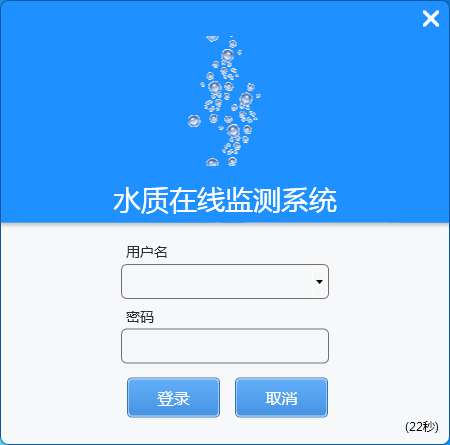 水质在线监测系统
用户名
密码
登录
取消
(22秒)